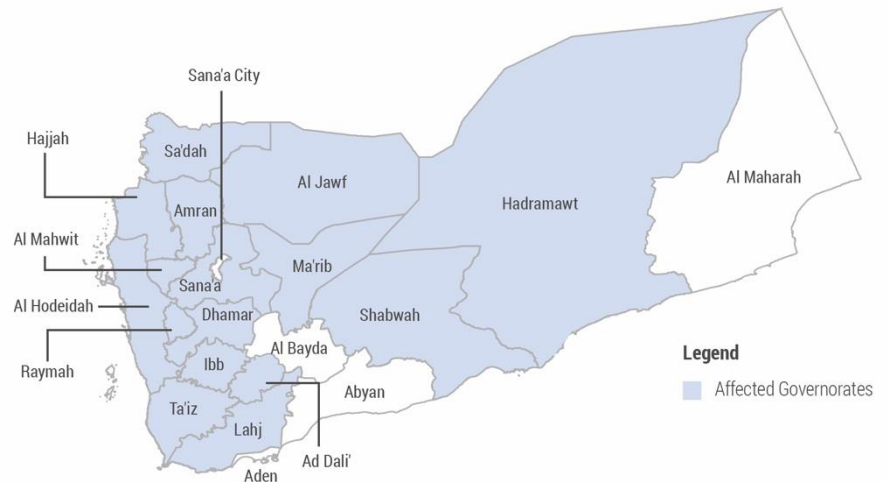 Sana'a City
Hajjah
Sa'dah
Al Jawf
Al Maharah
Hadramawt
Amran
Al Mahwit
Ma'rib
Sana'a
Al Hodeidah
Dhamar
Shabwah
Al Bayda
Legend
Raymah
Ibb
Affected Governorates
Abyan
Ta'iz
Lahj
Ad Dali'
Aden